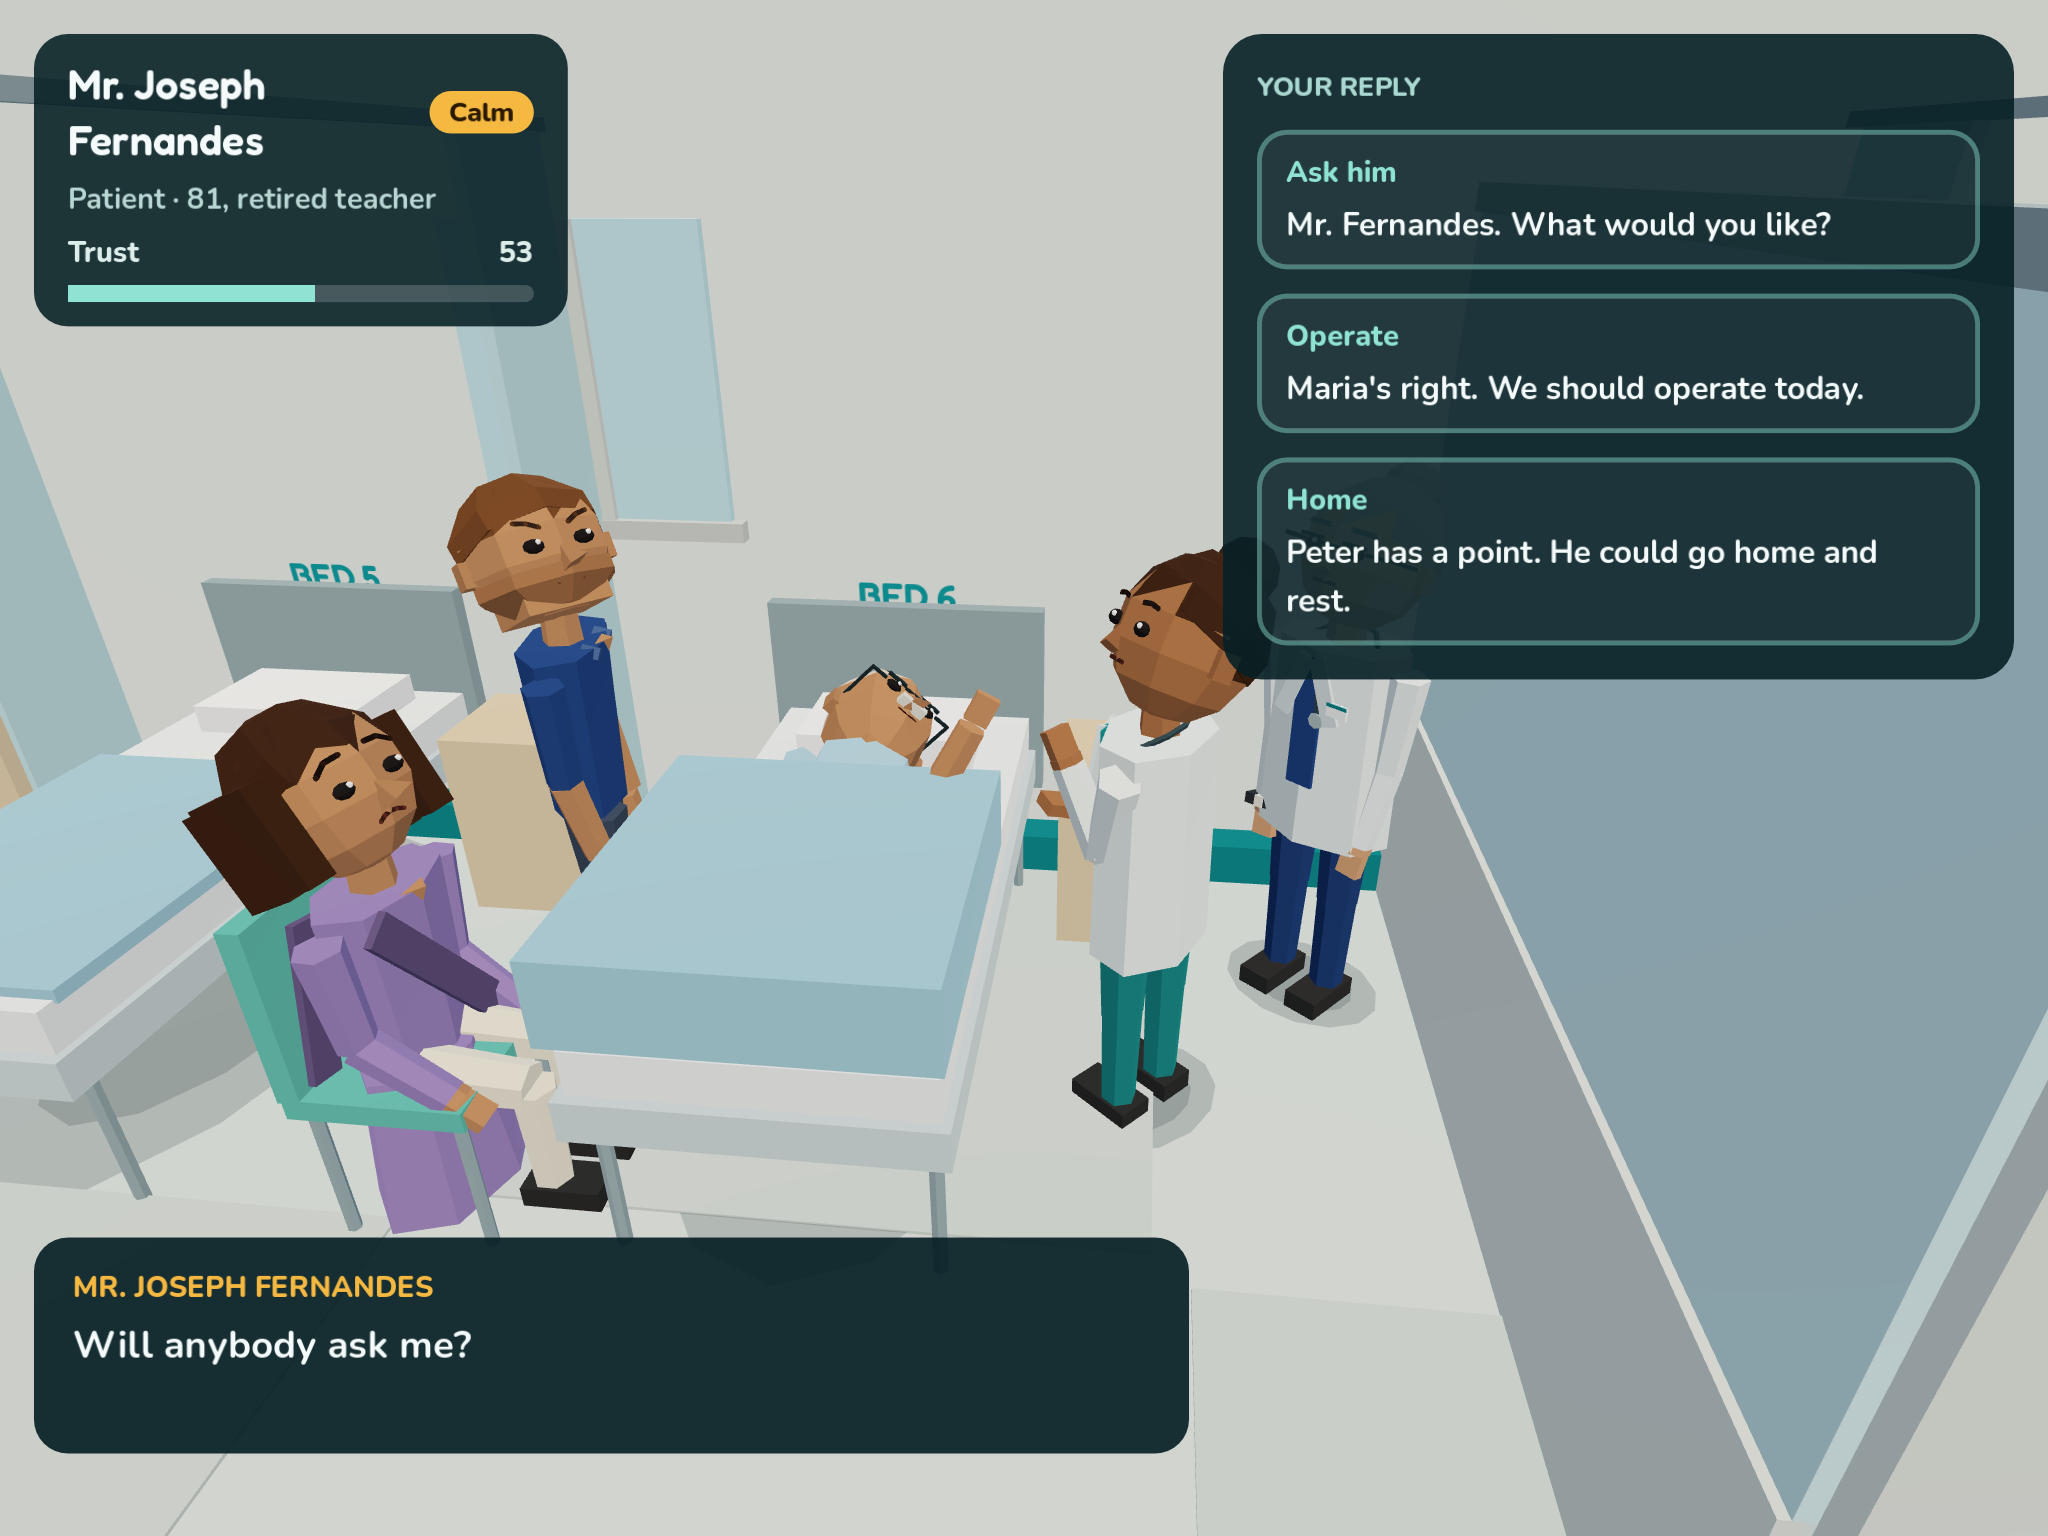 Mr. Joseph
Fernandes
Calm
Patient · 81, retired teacher
Trust 53
YOUR REPLY
Ask him
Mr. Fernandes. What would you like?
Operate
Maria's right. We should operate today.
Home
Peter has a point. He could go home and
rest.
BED 5
BED 6
MR. JOSEPH FERNANDES
Will anybody ask me?